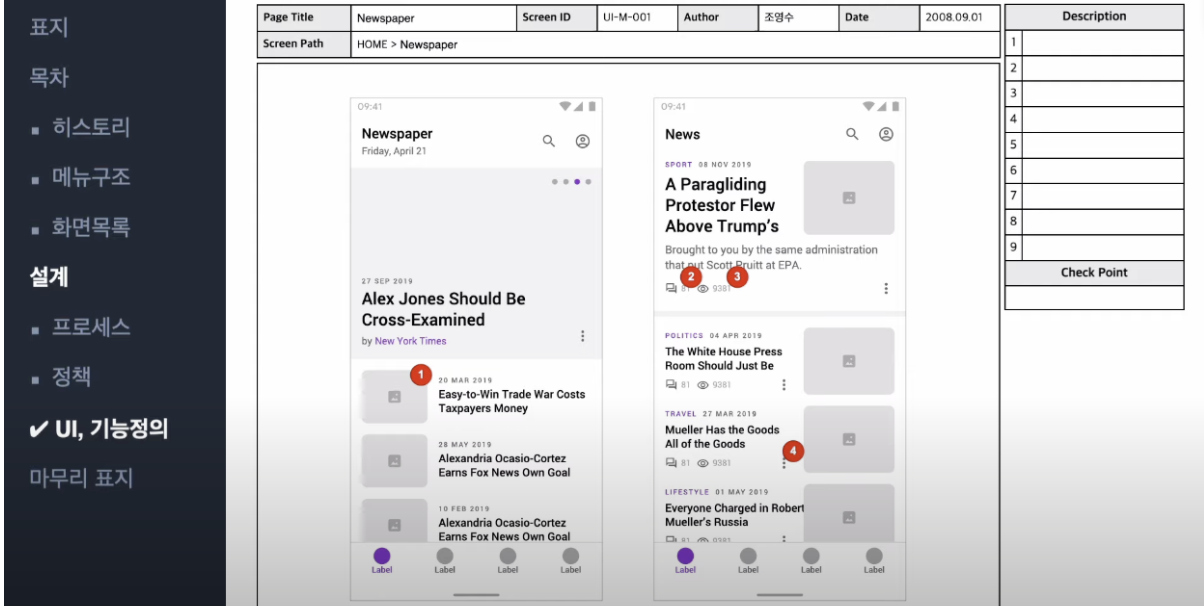 표지
목차
▪ 히스토리
▪ 메뉴구조
▪ 화면목록
설계
▪ 프로세스
▪ 정책
✔ UI, 기능정의
마무리 표지
Page Title Newspaper Screen ID UI-M-001 Author 조영수 Date 2008.09.01
Screen Path HOME > Newspaper
09:41
Newspaper
Friday, April 21
27 SEP 2019
Alex Jones Should Be
Cross-Examined
by New York Times
1
20 MAR 2019
Easy-to-Win Trade War Costs
Taxpayers Money
28 MAY 2019
Alexandria Ocasio-Cortez
Earns Fox News Own Goal
10 FEB 2019
Alexandria Ocasio-Cortez
Earns Fox News Own Goal
Label Label Label Label
09:41
News
SPORT 08 NOV 2019
A Paragliding
Protestor Flew
Above Trump's
Brought to you by the same administration
that put Scott Pruitt at EPA.
2 3
81 9381
POLITICS 04 APR 2019
The White House Press
Room Should Just Be
81 9381
TRAVEL 27 MAR 2019
Mueller Has the Goods
All of the Goods
4
81 9381
LIFESTYLE 01 MAY 2019
Everyone Charged in Robert
Mueller's Russia
81 9381
Label Label Label Label
Description
1
2
3
4
5
6
7
8
9
Check Point